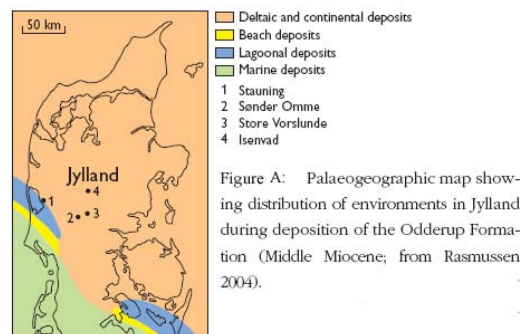 50 km
Jylland
1
4
2
3
Deltaic and continental deposits
Beach deposits
Lagoonal deposits
Marine deposits
1 Stauning
2 Sønder Omme
3 Store Vorslunde
4 Isenvad
Figure A: Palaeogeographic map show-
ing distribution of environments in Jylland
during deposition of the Odderup Forma-
tion (Middle Miocene; from Rasmussen
2004).